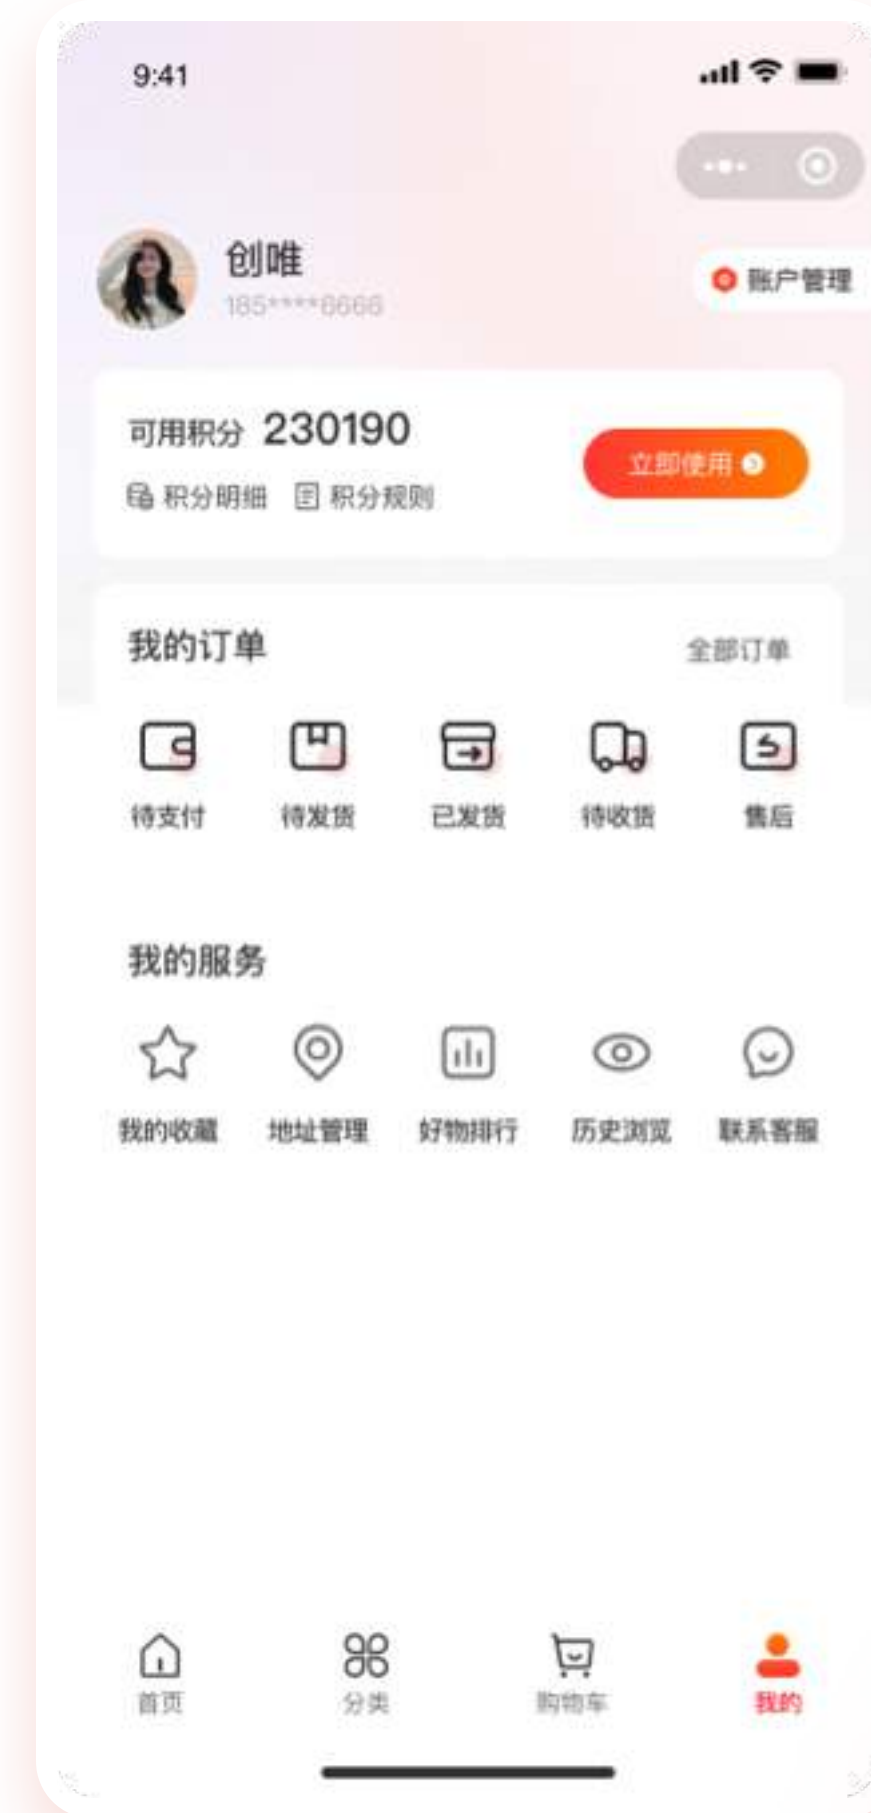 9:41
创唯
185****6666
账户管理
可用积分 230190
立即使用
积分明细 积分规则
我的订单 全部订单
待支付 待发货 已发货 待收货 售后
我的服务
我的收藏 地址管理 好物排行 历史浏览 联系客服
首页 分类 购物车 我的